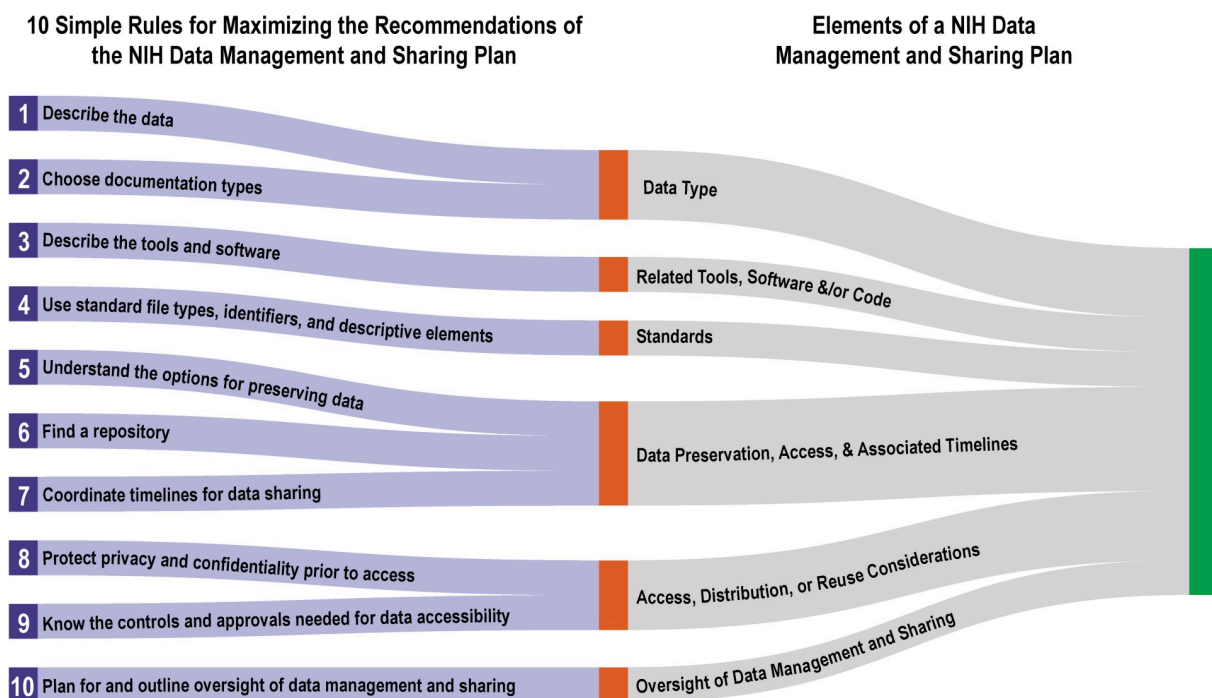 10 Simple Rules for Maximizing the Recommendations of
the NIH Data Management and Sharing Plan
Elements of a NIH Data
Management and Sharing Plan
1 Describe the data
2 Choose documentation types
3 Describe the tools and software
4 Use standard file types, identifiers, and descriptive elements
5 Understand the options for preserving data
6 Find a repository
7 Coordinate timelines for data sharing
8 Protect privacy and confidentiality prior to access
9 Know the controls and approvals needed for data accessibility
10 Plan for and outline oversight of data management and sharing
Data Type
Related Tools, Software &/or Code
Standards
Data Preservation, Access, & Associated Timelines
Access, Distribution, or Reuse Considerations
Oversight of Data Management and Sharing